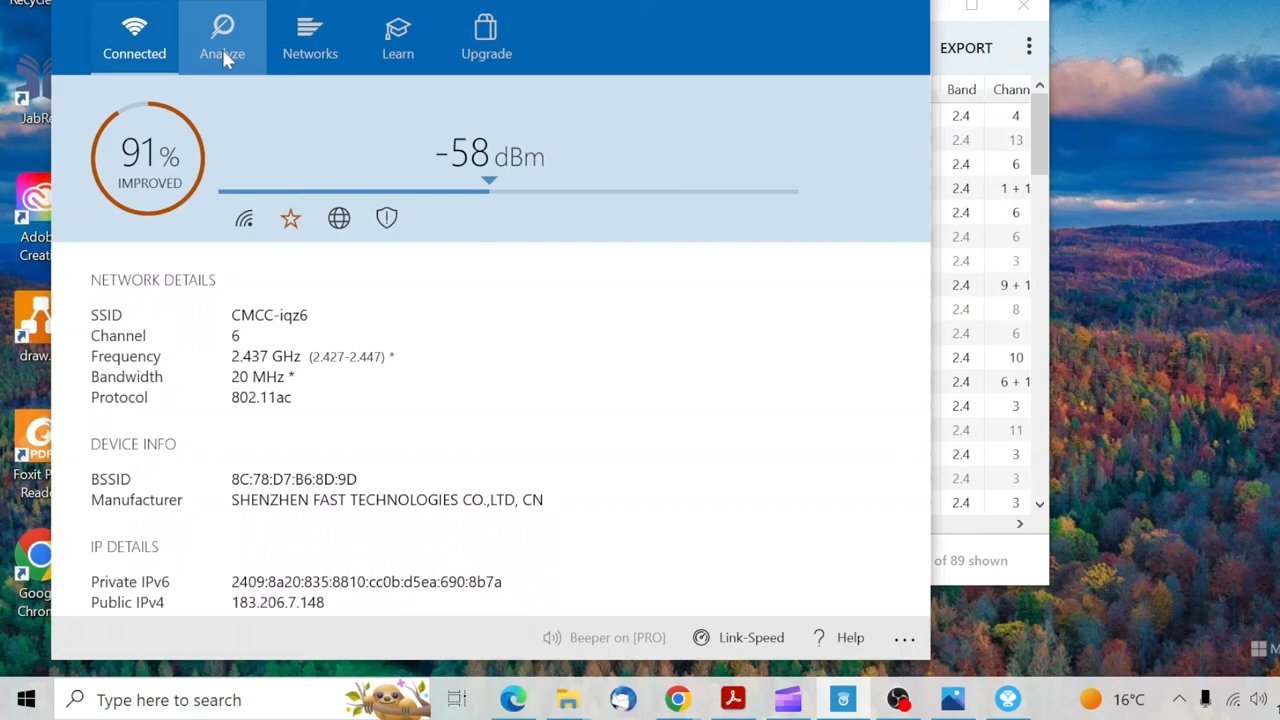 Connected
Analyze
Networks
Learn
Upgrade
EXPORT
Band Chann
2.4 4
2.4 13
2.4 6
2.4 1 + 1
2.4 6
2.4 6
2.4 3
2.4 9 + 1
2.4 8
2.4 6
2.4 10
2.4 6 + 1
2.4 3
2.4 11
2.4 3
2.4 3
2.4 3
of 89 shown
91%
IMPROVED
-58 dBm
NETWORK DETAILS
SSID CMCC-iqz6
Channel 6
Frequency 2.437 GHz (2.427-2.447) *
Bandwidth 20 MHz *
Protocol 802.11ac
DEVICE INFO
BSSID 8C:78:D7:B6:8D:9D
Manufacturer SHENZHEN FAST TECHNOLOGIES CO.,LTD, CN
IP DETAILS
Private IPv6 2409:8a20:835:8810:cc0b:d5ea:690:8b7a
Public IPv4 183.206.7.148
Beeper on [PRO]
Link-Speed
? Help
JabRe
Adob
Creati
draw.
PDF
Foxit P
Read
Goog
Chron
Type here to search
16°C